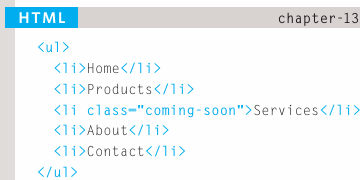 HTML chapter-13
<ul>
<li>Home</li>
<li>Products</li>
<li class="coming-soon">Services</li>
<li>About</li>
<li>Contact</li>
</ul>